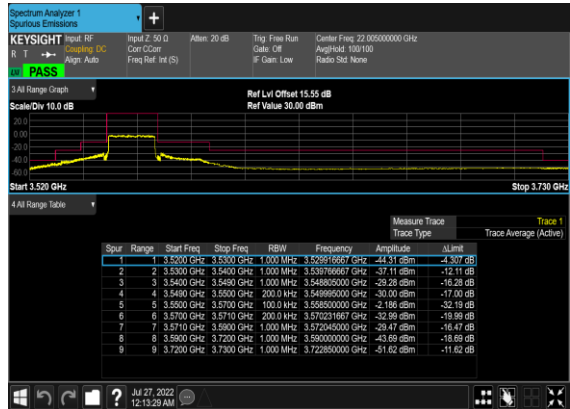 Spectrum Analyzer 1
Spurious Emissions
+
KEYSIGHT Input: RF Input Z: 50 Ω Atten: 20 dB Trig: Free Run Center Freq: 22.005000000 GHz
R T Coupling: DC Corr CCorr Gate: Off Avg|Hold: 100/100
Align: Auto Freq Ref: Int (S) IF Gain: Low Radio Std: None
PASS
3 All Range Graph Ref Lvl Offset 15.55 dB
Scale/Div 10.0 dB Ref Value 30.00 dBm
20.0
0.00
-20.0
-40.0
-60.0
Start 3.520 GHz Stop 3.730 GHz
4 All Range Table
Measure Trace Trace 1
Trace Type Trace Average (Active)
Spur Range Start Freq Stop Freq RBW Frequency Amplitude ΔLimit
1 1 3.5200 GHz 3.5300 GHz 1.000 MHz 3.529916667 GHz -44.31 dBm -4.307 dB
2 2 3.5300 GHz 3.5400 GHz 1.000 MHz 3.539766667 GHz -37.11 dBm -12.11 dB
3 3 3.5400 GHz 3.5490 GHz 1.000 MHz 3.548805000 GHz -29.28 dBm -16.28 dB
4 4 3.5490 GHz 3.5500 GHz 200.0 kHz 3.549995000 GHz -30.00 dBm -17.00 dB
5 5 3.5500 GHz 3.5700 GHz 100.0 kHz 3.558500000 GHz -2.186 dBm -32.19 dB
6 6 3.5700 GHz 3.5710 GHz 200.0 kHz 3.570231667 GHz -32.99 dBm -19.99 dB
7 7 3.5710 GHz 3.5900 GHz 1.000 MHz 3.572045000 GHz -29.47 dBm -16.47 dB
8 8 3.5900 GHz 3.7200 GHz 1.000 MHz 3.590000000 GHz -43.69 dBm -18.69 dB
9 9 3.7200 GHz 3.7300 GHz 1.000 MHz 3.722850000 GHz -51.62 dBm -11.62 dB
? Jul 27, 2022
12:13:29 AM